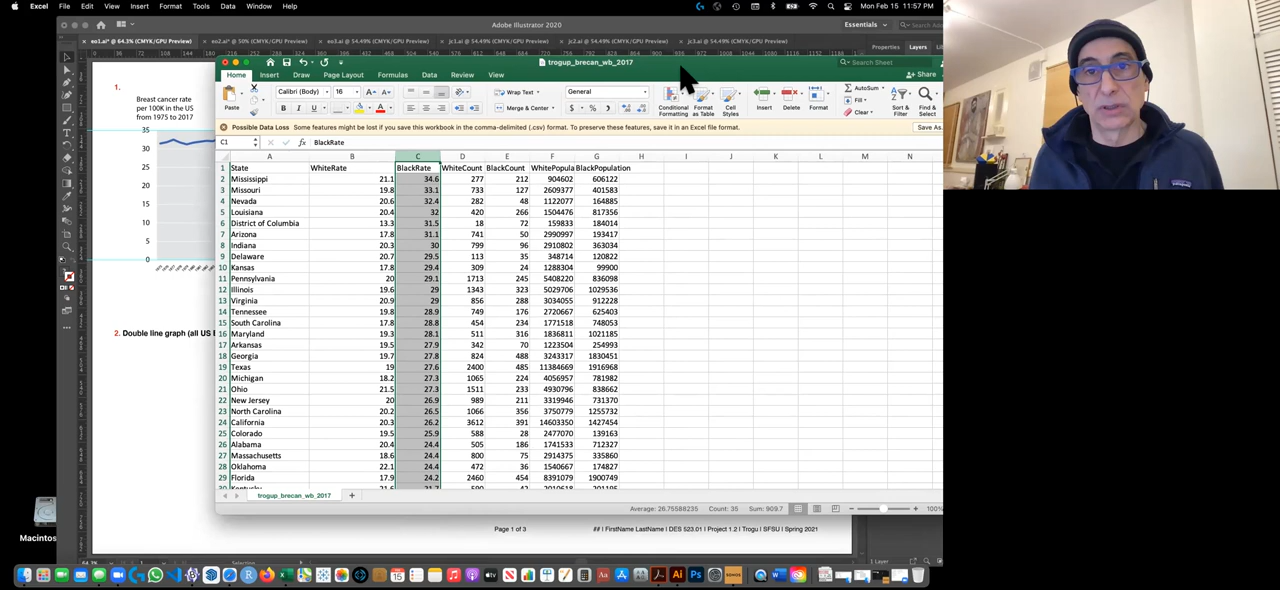 Excel File Edit View Insert Format Tools Data Window Help
Mon Feb 15 11:57 PM
Adobe Illustrator 2020
Essentials
eo1.ai* @ 64.3% (CMYK/GPU Preview)
eo2.ai* @ 50% (CMYK/GPU Preview)
eo3.ai @ 54.49% (CMYK/GPU Preview)
jc1.ai @ 54.49% (CMYK/GPU Preview)
jc2.ai @ 54.49% (CMYK/GPU Preview)
jc3.ai @ 54.49% (CMYK/GPU Preview)
Properties Layers
trogup_brecan_wb_2017
Search Sheet
Home Insert Draw Page Layout Formulas Data Review View
Share
Paste
Calibri (Body) 16
Wrap Text
Merge & Center
General
Conditional Formatting
Format as Table
Cell Styles
Insert Delete Format
AutoSum
Fill
Clear
Sort & Filter
Find & Select
Possible Data Loss Some features might be lost if you save this workbook in the comma-delimited (.csv) format. To preserve these features, save it in an Excel file format.
Save As
C1 fx BlackRate
A B C D E F G H I J K L M N
1 State WhiteRate BlackRate WhiteCount BlackCount WhitePopula BlackPopulation
2 Mississippi 21.1 34.6 277 212 904602 606122
3 Missouri 19.8 33.1 733 127 2609377 401583
4 Nevada 20.6 32.4 282 48 1122077 164885
5 Louisiana 20.4 32 420 266 1504476 817356
6 District of Columbia 13.3 31.5 18 72 159833 184014
7 Arizona 17.8 31.1 741 50 2990997 193417
8 Indiana 20.3 30 799 96 2910802 363034
9 Delaware 20.7 29.5 113 35 348714 120822
10 Kansas 17.8 29.4 309 24 1288304 99900
11 Pennsylvania 20 29.1 1713 245 5408220 836098
12 Illinois 19.6 29 1343 323 5029706 1029536
13 Virginia 20.9 29 856 288 3034055 912228
14 Tennessee 19.8 28.9 749 176 2720667 625403
15 South Carolina 17.8 28.8 454 234 1771518 748053
16 Maryland 19.3 28.1 511 316 1836811 1021185
17 Arkansas 19.5 27.9 342 70 1223504 254993
18 Georgia 19.7 27.8 824 488 3243317 1830451
19 Texas 19 27.6 2400 485 11384669 1916968
20 Michigan 18.2 27.3 1065 224 4056957 781982
21 Ohio 21.5 27.3 1511 233 4930796 838662
22 New Jersey 20 26.9 989 211 3319946 731370
23 North Carolina 20.2 26.5 1066 356 3750779 1255732
24 California 20.3 26.2 3612 391 14603350 1427454
25 Colorado 19.5 25.9 588 28 2477070 139163
26 Alabama 20.4 24.4 505 186 1741533 712327
27 Massachusetts 18.6 24.4 800 75 2914375 335860
28 Oklahoma 22.1 24.4 472 36 1540667 174827
29 Florida 17.9 24.2 2460 454 8391079 1900749
trogup_brecan_wb_2017
Average: 26.75588235 Count: 35 Sum: 909.7
100%
1.
Breast cancer rate
per 100K in the US
from 1975 to 2017
35
30
25
20
15
10
5
0
2. Double line graph (all US
Page 1 of 3
## | FirstName LastName | DES 523.01 | Project 1.2 | Trogu | SFSU | Spring 2021
Selection
1 Layer
Macintos